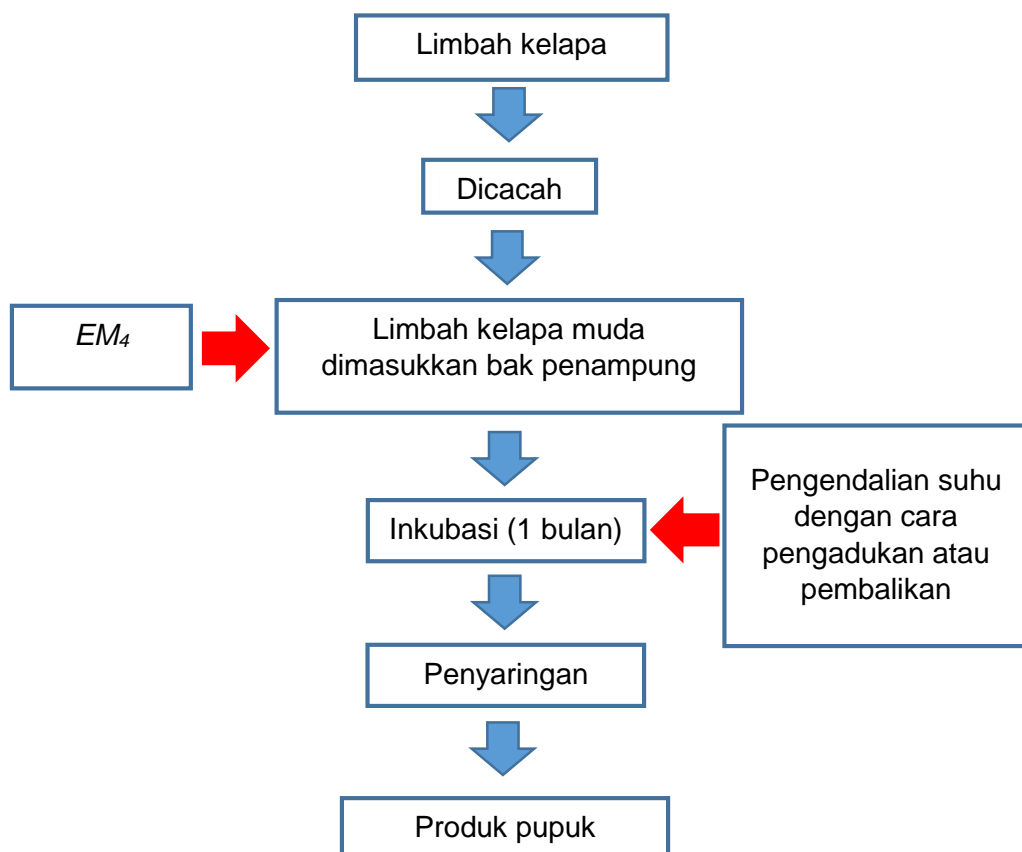 Limbah kelapa
Dicacah
EM4
Limbah kelapa muda
dimasukkan bak penampung
Inkubasi (1 bulan)
Pengendalian suhu
dengan cara
pengadukan atau
pembalikan
Penyaringan
Produk pupuk